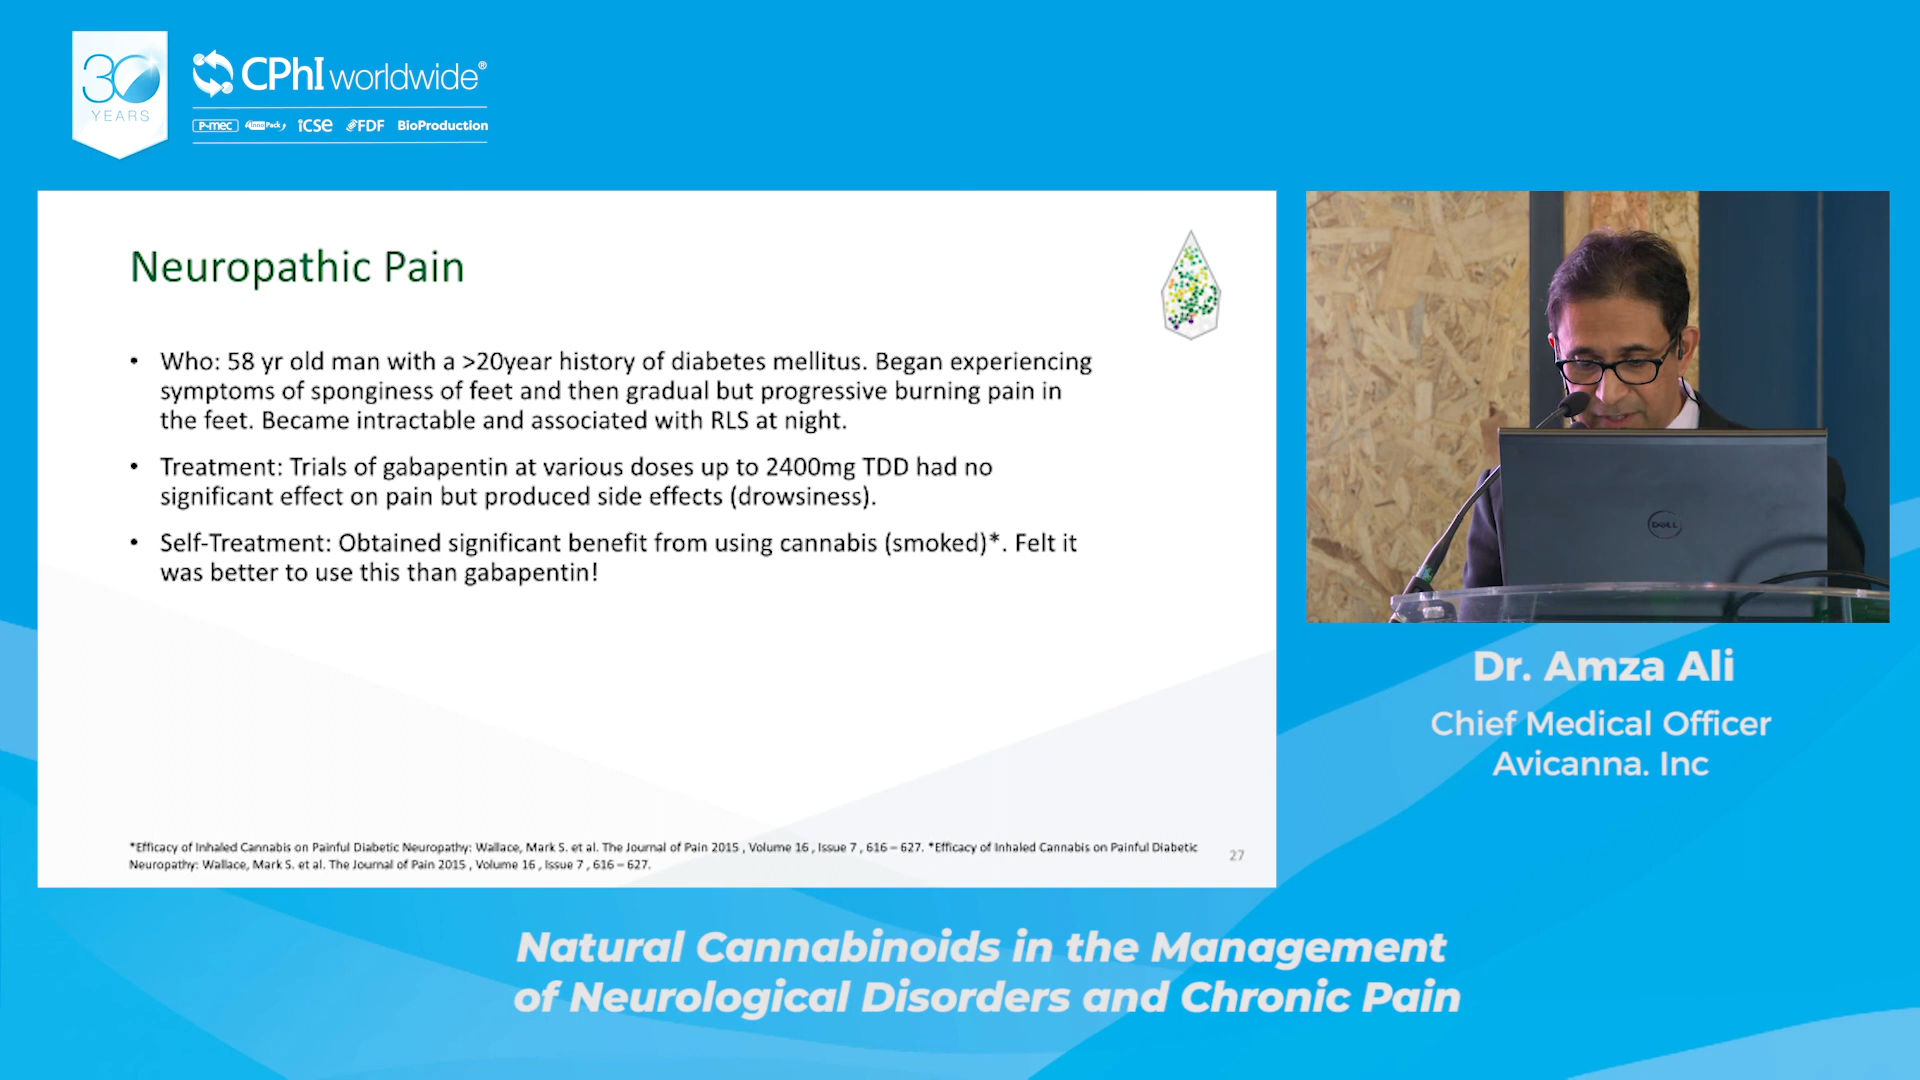 30
YEARS
CPhI worldwide®
P-mec InnoPack iCSE FDF BioProduction
Neuropathic Pain
• Who: 58 yr old man with a >20year history of diabetes mellitus. Began experiencing
symptoms of sponginess of feet and then gradual but progressive burning pain in
the feet. Became intractable and associated with RLS at night.
• Treatment: Trials of gabapentin at various doses up to 2400mg TDD had no
significant effect on pain but produced side effects (drowsiness).
• Self-Treatment: Obtained significant benefit from using cannabis (smoked)*. Felt it
was better to use this than gabapentin!
*Efficacy of Inhaled Cannabis on Painful Diabetic Neuropathy: Wallace, Mark S. et al. The Journal of Pain 2015 , Volume 16 , Issue 7 , 616 – 627. *Efficacy of Inhaled Cannabis on Painful Diabetic
Neuropathy: Wallace, Mark S. et al. The Journal of Pain 2015 , Volume 16 , Issue 7 , 616 – 627.
27
DELL
Dr. Amza Ali
Chief Medical Officer
Avicanna. Inc
Natural Cannabinoids in the Management
of Neurological Disorders and Chronic Pain